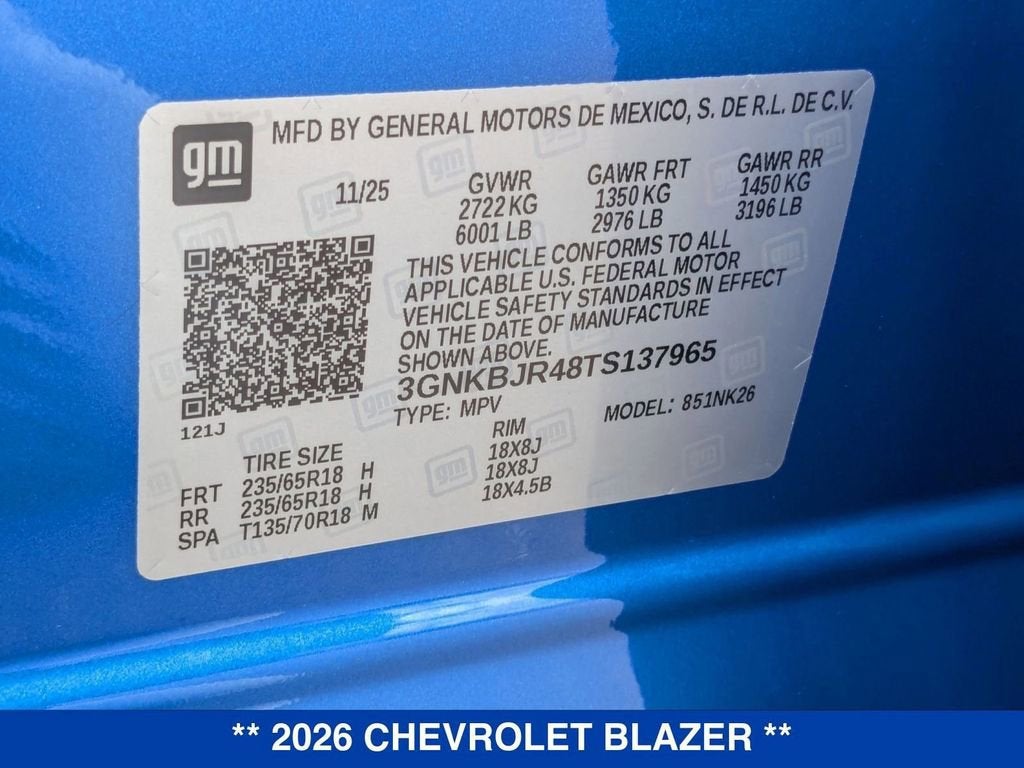 gm
MFD BY GENERAL MOTORS DE MEXICO, S. DE R.L. DE C.V.
11/25
GVWR GAWR FRT GAWR RR
2722 KG 1350 KG 1450 KG
6001 LB 2976 LB 3196 LB
THIS VEHICLE CONFORMS TO ALL
APPLICABLE U.S. FEDERAL MOTOR
VEHICLE SAFETY STANDARDS IN EFFECT
ON THE DATE OF MANUFACTURE
SHOWN ABOVE.
3GNKBJR48TS137965
TYPE: MPV MODEL: 851NK26
121J
TIRE SIZE RIM
FRT 235/65R18 H 18X8J
RR 235/65R18 H 18X8J
SPA T135/70R18 M 18X4.5B
** 2026 CHEVROLET BLAZER **